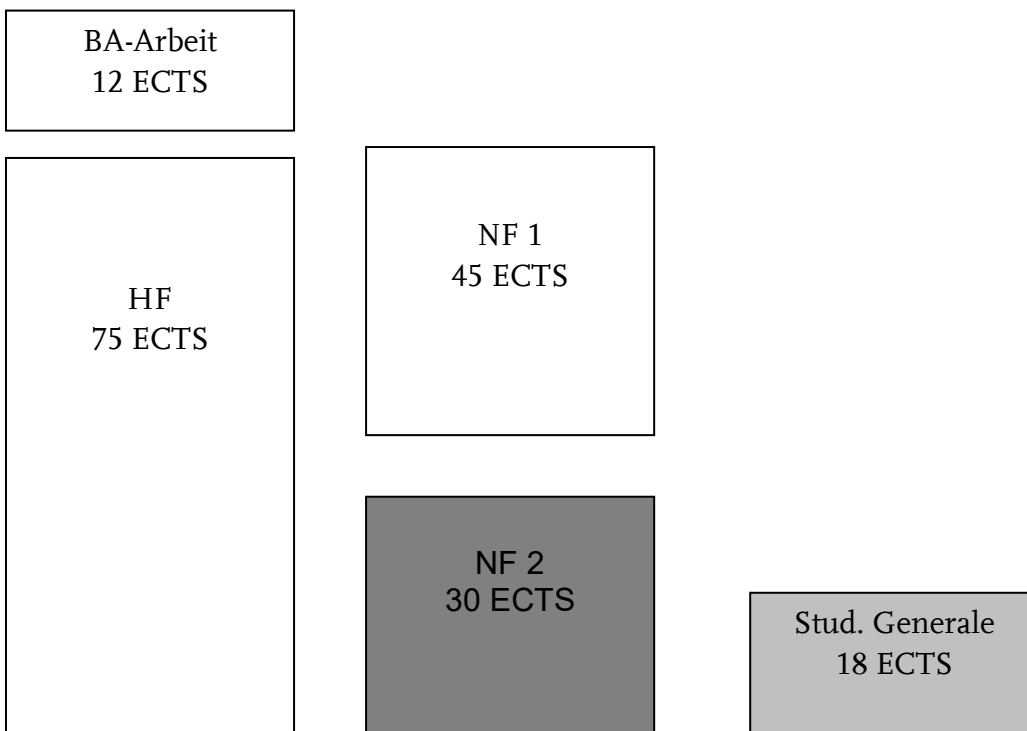 BA-Arbeit
12 ECTS
HF
75 ECTS
NF 1
45 ECTS
NF 2
30 ECTS
Stud. Generale
18 ECTS